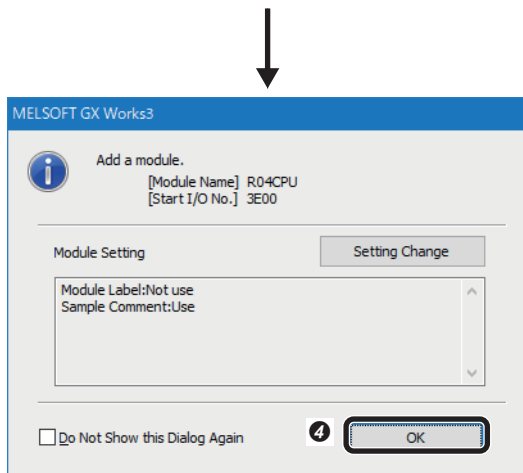 MELSOFT GX Works3
Add a module.
[Module Name] R04CPU
[Start I/O No.] 3E00
Module Setting
Setting Change
Module Label:Not use
Sample Comment:Use
Do Not Show this Dialog Again
❹
OK